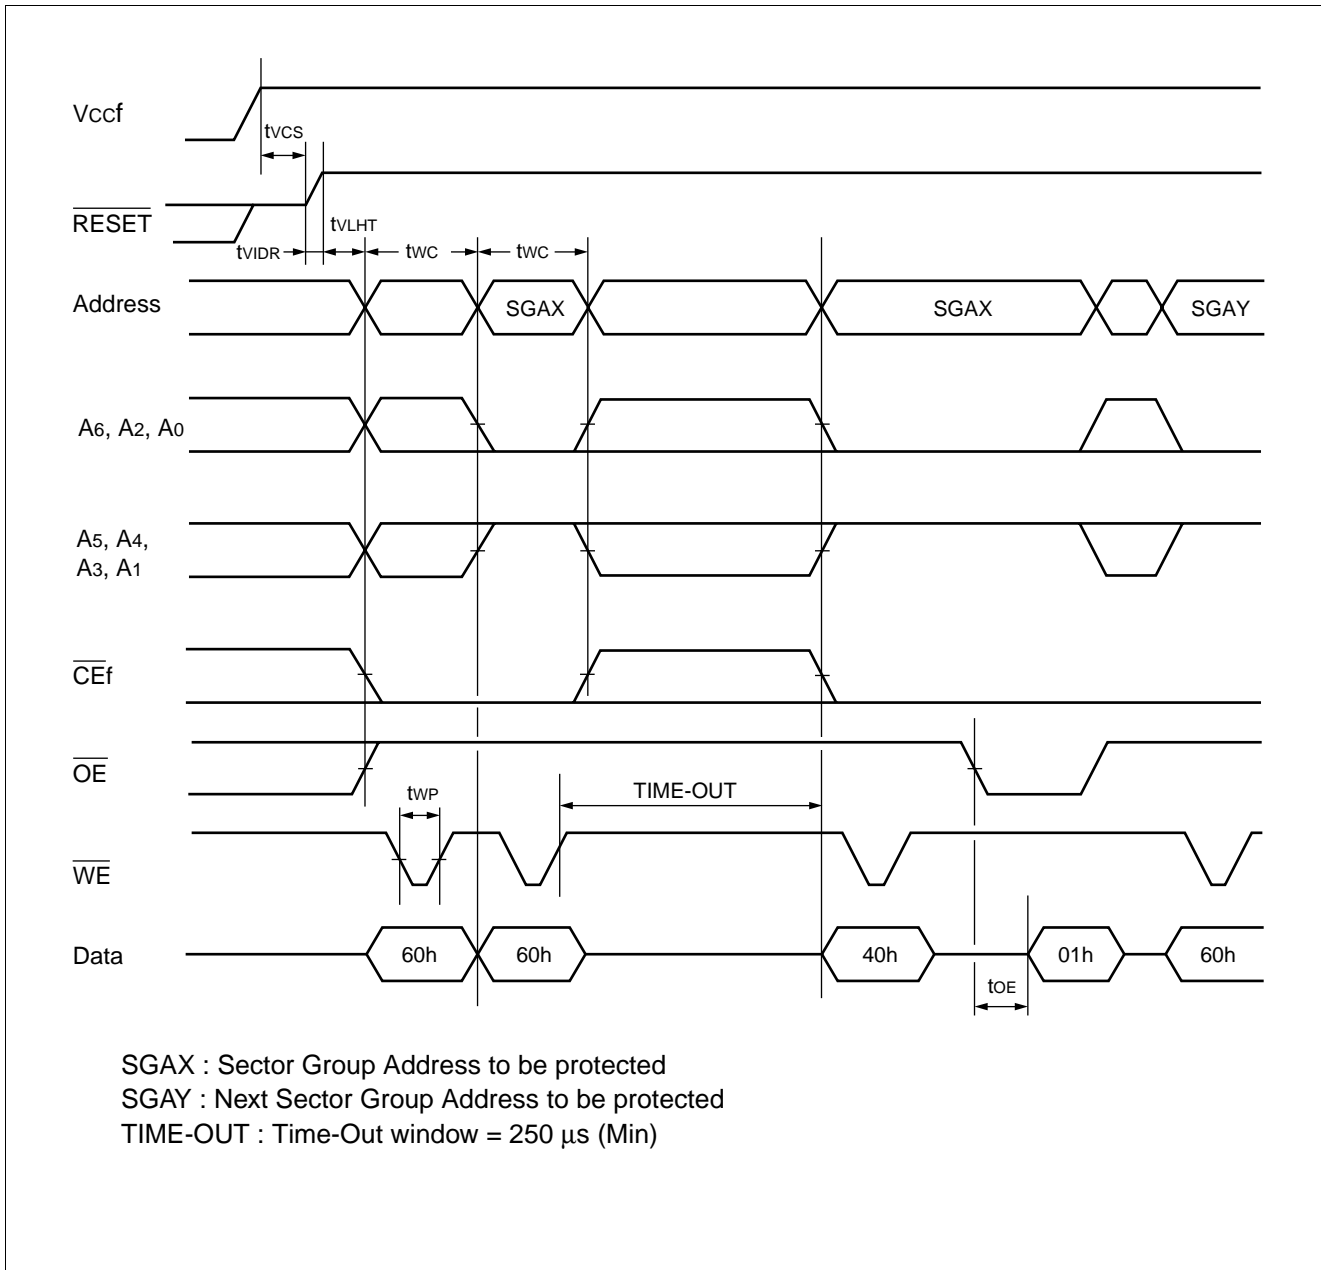 Vccf
tVCS
RESET
tVLHT
tVIDR
tWC
tWC
Address
SGAX
SGAX
SGAY
A6, A2, A0
A5, A4,
A3, A1
CEf
OE
tWP
TIME-OUT
WE
Data
60h
60h
40h
01h
60h
tOE
SGAX : Sector Group Address to be protected
SGAY : Next Sector Group Address to be protected
TIME-OUT : Time-Out window = 250 μs (Min)